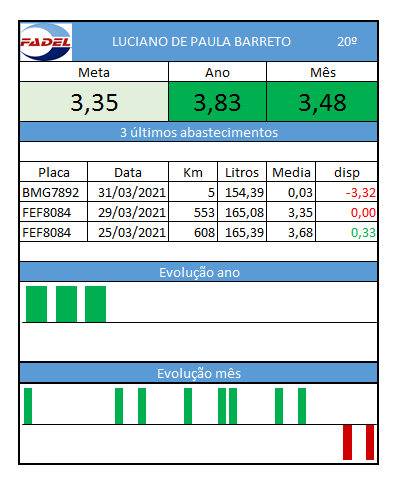 FADEL LUCIANO DE PAULA BARRETO 20º
Meta Ano Mês
3,35 3,83 3,48
3 últimos abastecimentos
Placa Data Km Litros Media disp
BMG7892 31/03/2021 5 154,39 0,03 -3,32
FEF8084 29/03/2021 553 165,08 3,35 0,00
FEF8084 25/03/2021 608 165,39 3,68 0,33
Evolução ano
Evolução mês